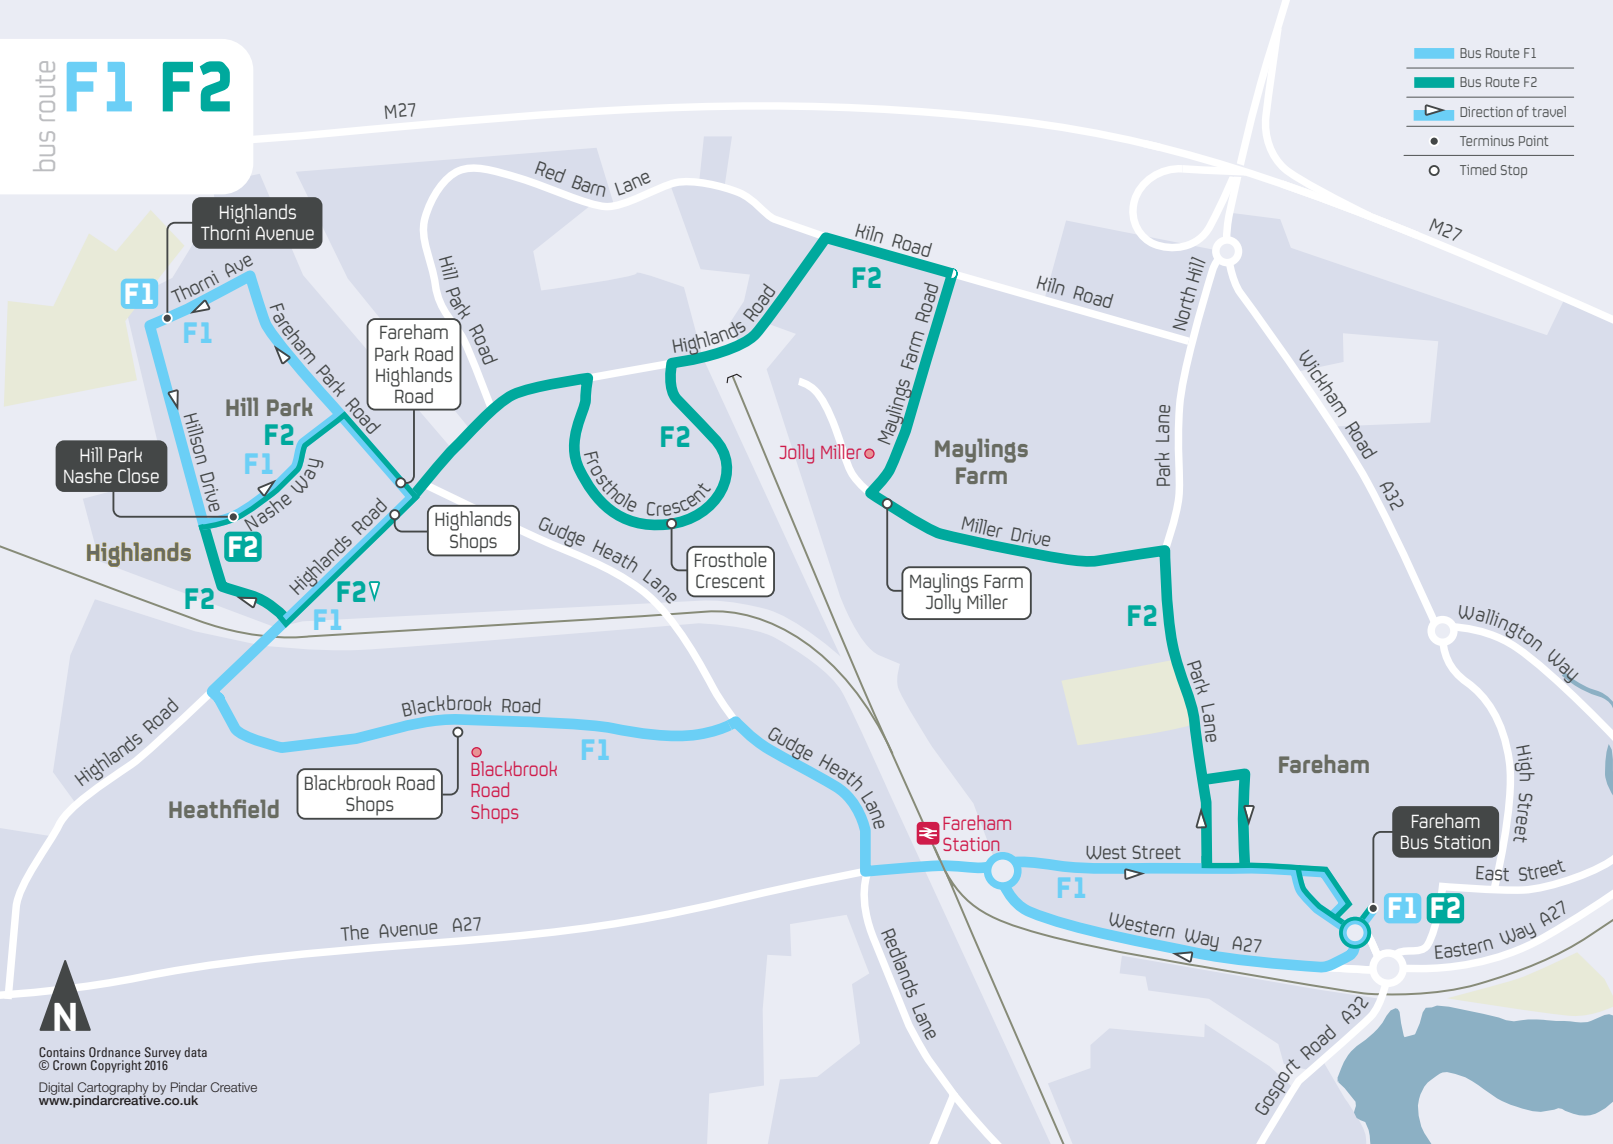 bus route
F1 F2
Bus Route F1
Bus Route F2
Direction of travel
Terminus Point
Timed Stop
M27
M27
Red Barn Lane
Highlands
Thorni Avenue
Thorni Ave
F1
F1
Fareham Park Road
Hill Park Road
Fareham
Park Road
Highlands
Road
Kiln Road
F2
Kiln Road
North Hill
Highlands Road
Maylings Farm Road
Wickham Road
A32
Park Lane
Hill Park
F2
F1
Hillson Drive
Nashe Way
Hill Park
Nashe Close
F2
Highlands
F2
Highlands Road
F2
F1
Highlands
Shops
Gudge Heath Lane
Frosthole Crescent
F2
Frosthole
Crescent
Jolly Miller
Maylings
Farm
Miller Drive
Maylings Farm
Jolly Miller
F2
Park Lane
Wallington Way
High Street
Highlands Road
Blackbrook Road
F1
Blackbrook Road
Shops
Blackbrook
Road
Shops
Heathfield
Gudge Heath Lane
Fareham
Fareham
Station
West Street
F1
Fareham
Bus Station
F1 F2
East Street
Eastern Way A27
Western Way A27
The Avenue A27
Redlands Lane
Gosport Road A32
N
Contains Ordnance Survey data
© Crown Copyright 2016
Digital Cartography by Pindar Creative
www.pindarcreative.co.uk